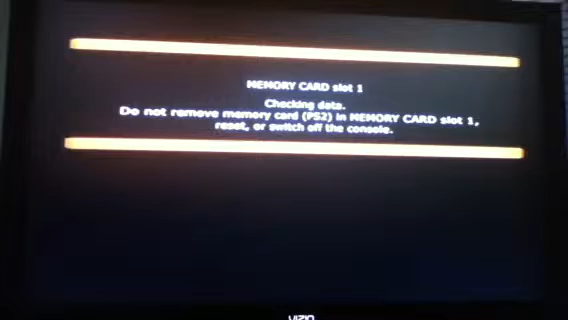 MEMORY CARD slot 1
Checking data.
Do not remove memory card (PS2) in MEMORY CARD slot 1,
reset, or switch off the console.
VIZIO